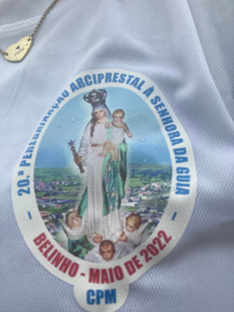 20.ª PEREGRINAÇÃO ARCIPRESTAL À SENHORA DA GUIA
- BELINHO - MAIO DE 2022 -
CPM